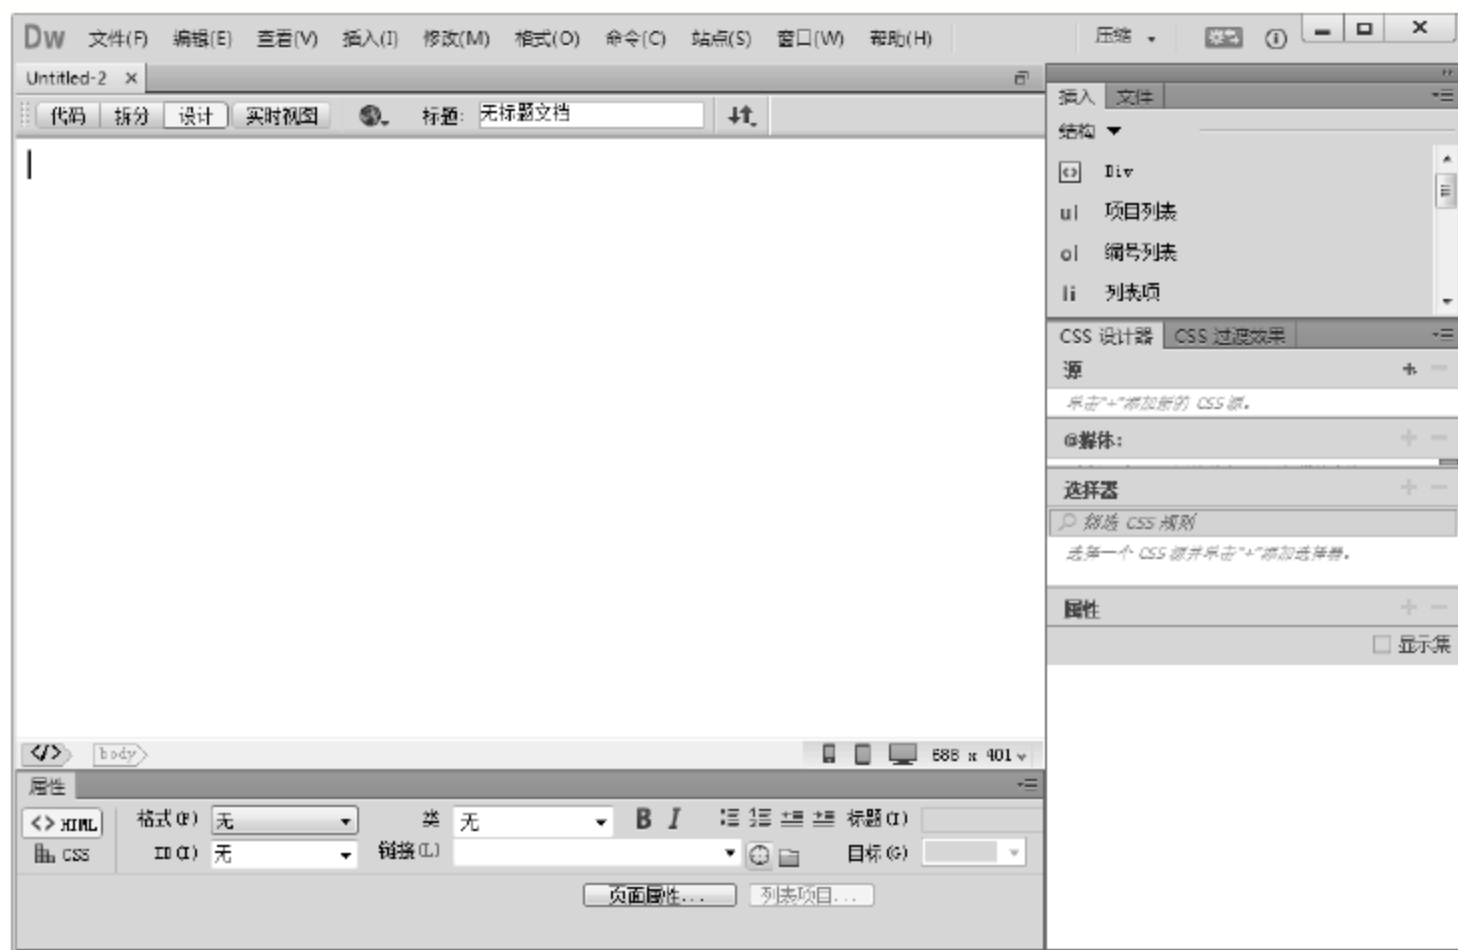 Dw 文件(F) 编辑(E) 查看(V) 插入(I) 修改(M) 格式(O) 命令(C) 站点(S) 窗口(W) 帮助(H) 压缩
Untitled-2
代码 拆分 设计 实时视图 标题: 无标题文档
插入 文件
结构
Div
ul 项目列表
ol 编号列表
li 列表项
CSS 设计器 CSS 过渡效果
源
单击"+"添加新的 CSS 源。
@媒体:
选择器
筛选 CSS 规则
选择一个 CSS 源并单击"+"添加选择器。
属性
显示集
body 688 x 401
属性
<> HTML 格式(F) 无 类 无 B I 标题(T)
CSS ID(I) 无 链接(L) 目标(G)
页面属性... 列表项目...